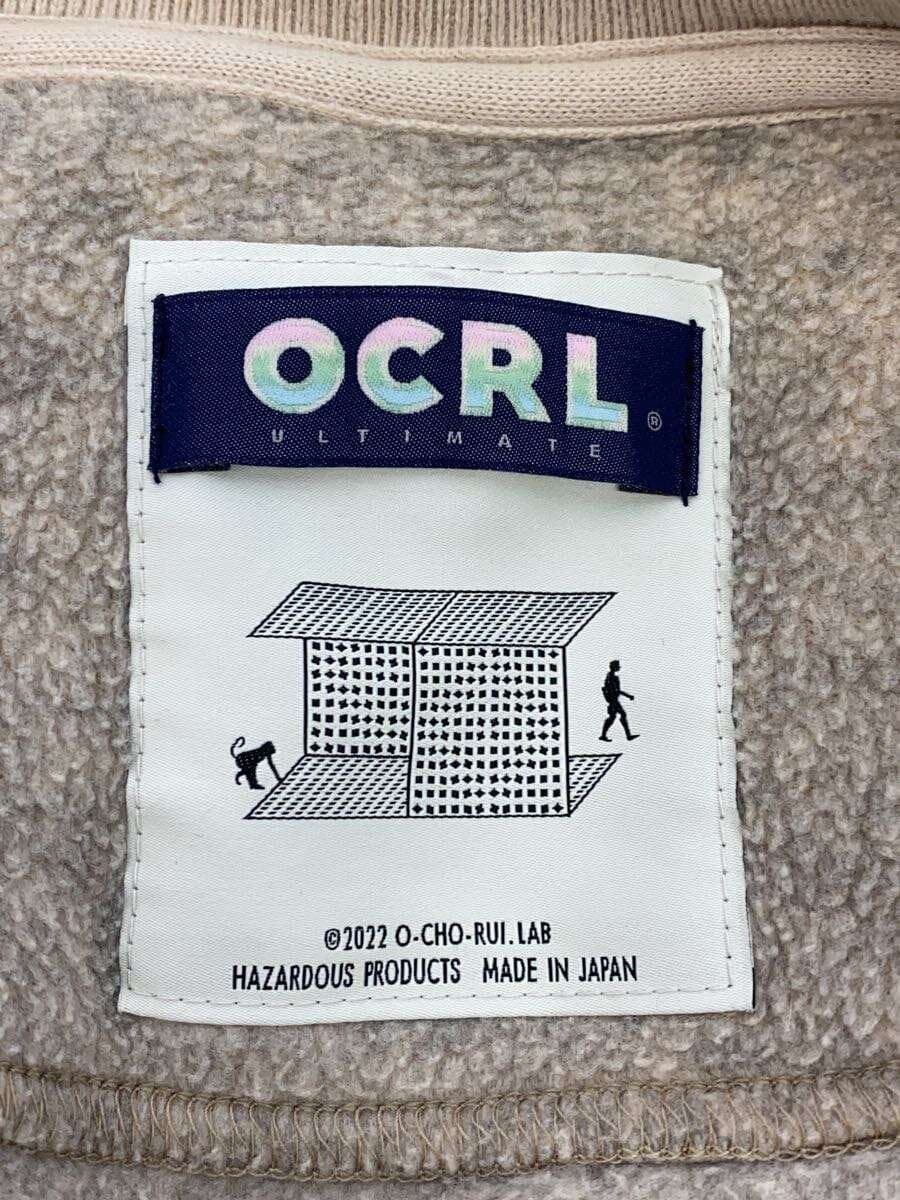 OCRL
®
ULTIMATE
©2022 O-CHO-RUI.LAB
HAZARDOUS PRODUCTS MADE IN JAPAN